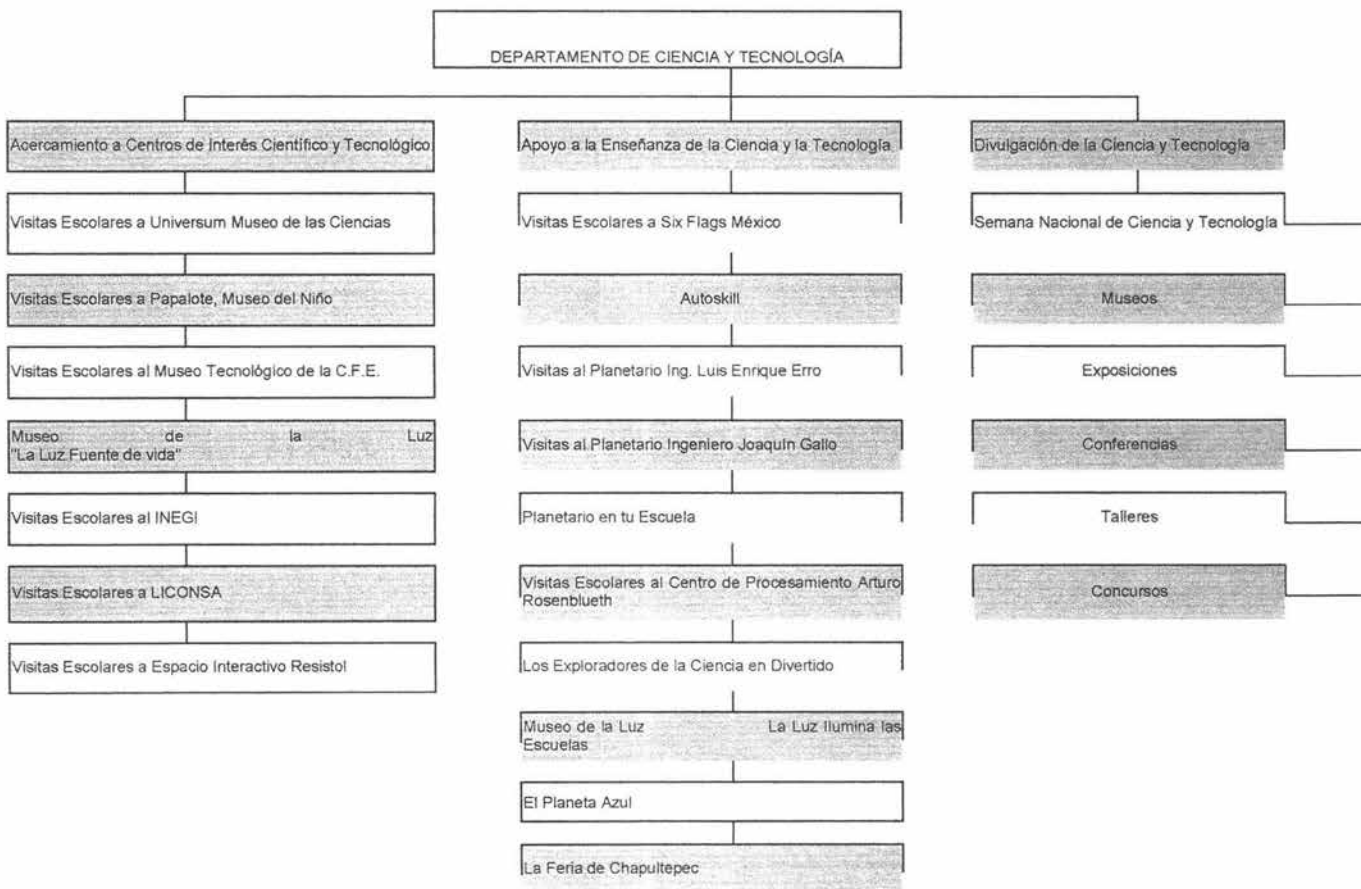 DEPARTAMENTO DE CIENCIA Y TECNOLOGÍA
Acercamiento a Centros de Interés Científico y Tecnológico
Visitas Escolares a Universum Museo de las Ciencias
Visitas Escolares a Papalote, Museo del Niño
Visitas Escolares al Museo Tecnológico de la C.F.E.
Museo de la Luz
"La Luz Fuente de vida"
Visitas Escolares al INEGI
Visitas Escolares a LICONSA
Visitas Escolares a Espacio Interactivo Resistol
Apoyo a la Enseñanza de la Ciencia y la Tecnología
Visitas Escolares a Six Flags México
Autoskill
Visitas al Planetario Ing. Luis Enrique Erro
Visitas al Planetario Ingeniero Joaquín Gallo
Planetario en tu Escuela
Visitas Escolares al Centro de Procesamiento Arturo
Rosenblueth
Los Exploradores de la Ciencia en Divertido
Museo de la Luz La Luz Ilumina las
Escuelas
El Planeta Azul
La Feria de Chapultepec
Divulgación de la Ciencia y Tecnología
Semana Nacional de Ciencia y Tecnología
Museos
Exposiciones
Conferencias
Talleres
Concursos